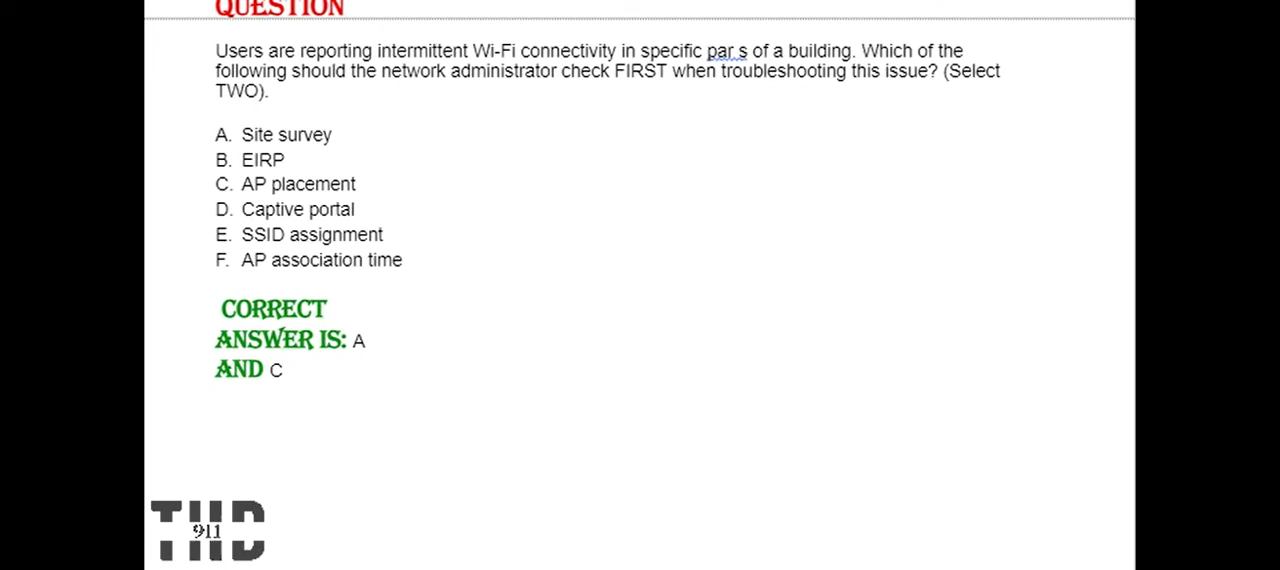 QUESTION
Users are reporting intermittent Wi-Fi connectivity in specific par s of a building. Which of the
following should the network administrator check FIRST when troubleshooting this issue? (Select
TWO).
A. Site survey
B. EIRP
C. AP placement
D. Captive portal
E. SSID assignment
F. AP association time
CORRECT
ANSWER IS: A
AND C
THD
911